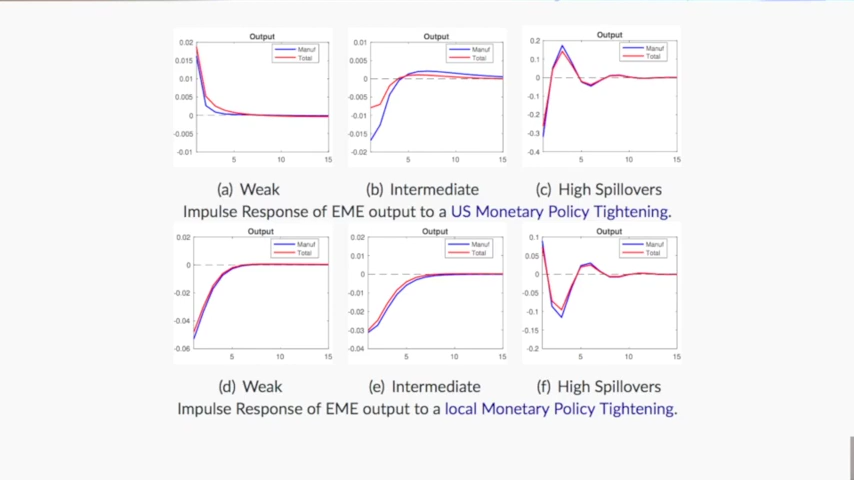 Output Output Output
0.02 0.01 0.2
Manuf Manuf Manuf
Total Total Total
0.015 0.005 0.1
0.01 0 0
0.005 -0.005 -0.1
0 -0.01 -0.2
-0.005 -0.015 -0.3
-0.01 -0.02 -0.4
5 10 15 5 10 15 5 10 15
(a) Weak (b) Intermediate (c) High Spillovers
Impulse Response of EME output to a US Monetary Policy Tightening.
Output Output Output
0.02 0.02 0.1
Manuf Manuf Manuf
Total Total Total
0 0.01 0.05
-0.02 0 0
-0.04 -0.01 -0.05
-0.06 -0.02 -0.1
-0.03 -0.15
-0.04 -0.2
5 10 15 5 10 15 5 10 15
(d) Weak (e) Intermediate (f) High Spillovers
Impulse Response of EME output to a local Monetary Policy Tightening.